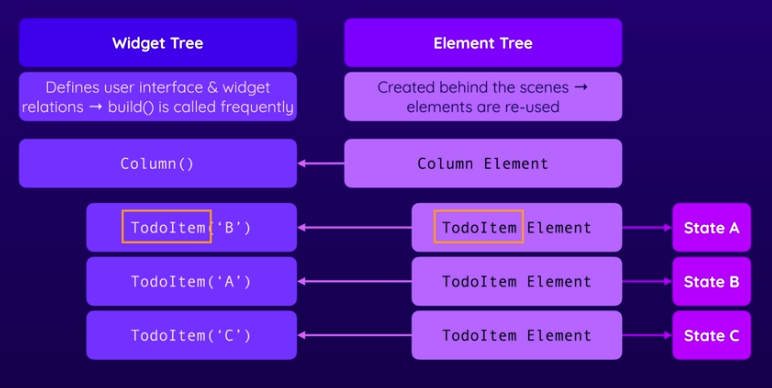 Widget Tree
Element Tree
Defines user interface & widget
relations → build() is called frequently
Created behind the scenes →
elements are re-used
Column()
Column Element
TodoItem(‘B’)
TodoItem Element
State A
TodoItem(‘A’)
TodoItem Element
State B
TodoItem(‘C’)
TodoItem Element
State C